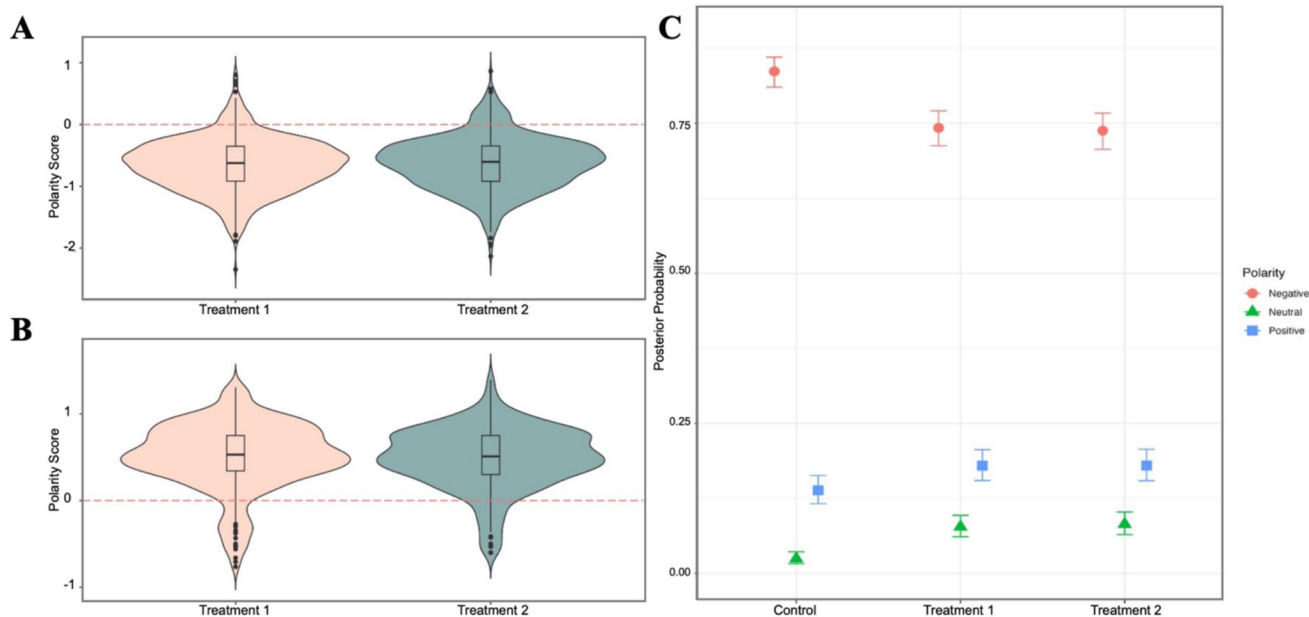 A
Polarity Score
1
0
-1
-2
Treatment 1 Treatment 2
B
Polarity Score
1
0
-1
Treatment 1 Treatment 2
C
Posterior Probability
0.75
0.50
0.25
0.00
Control Treatment 1 Treatment 2
Polarity
Negative
Neutral
Positive